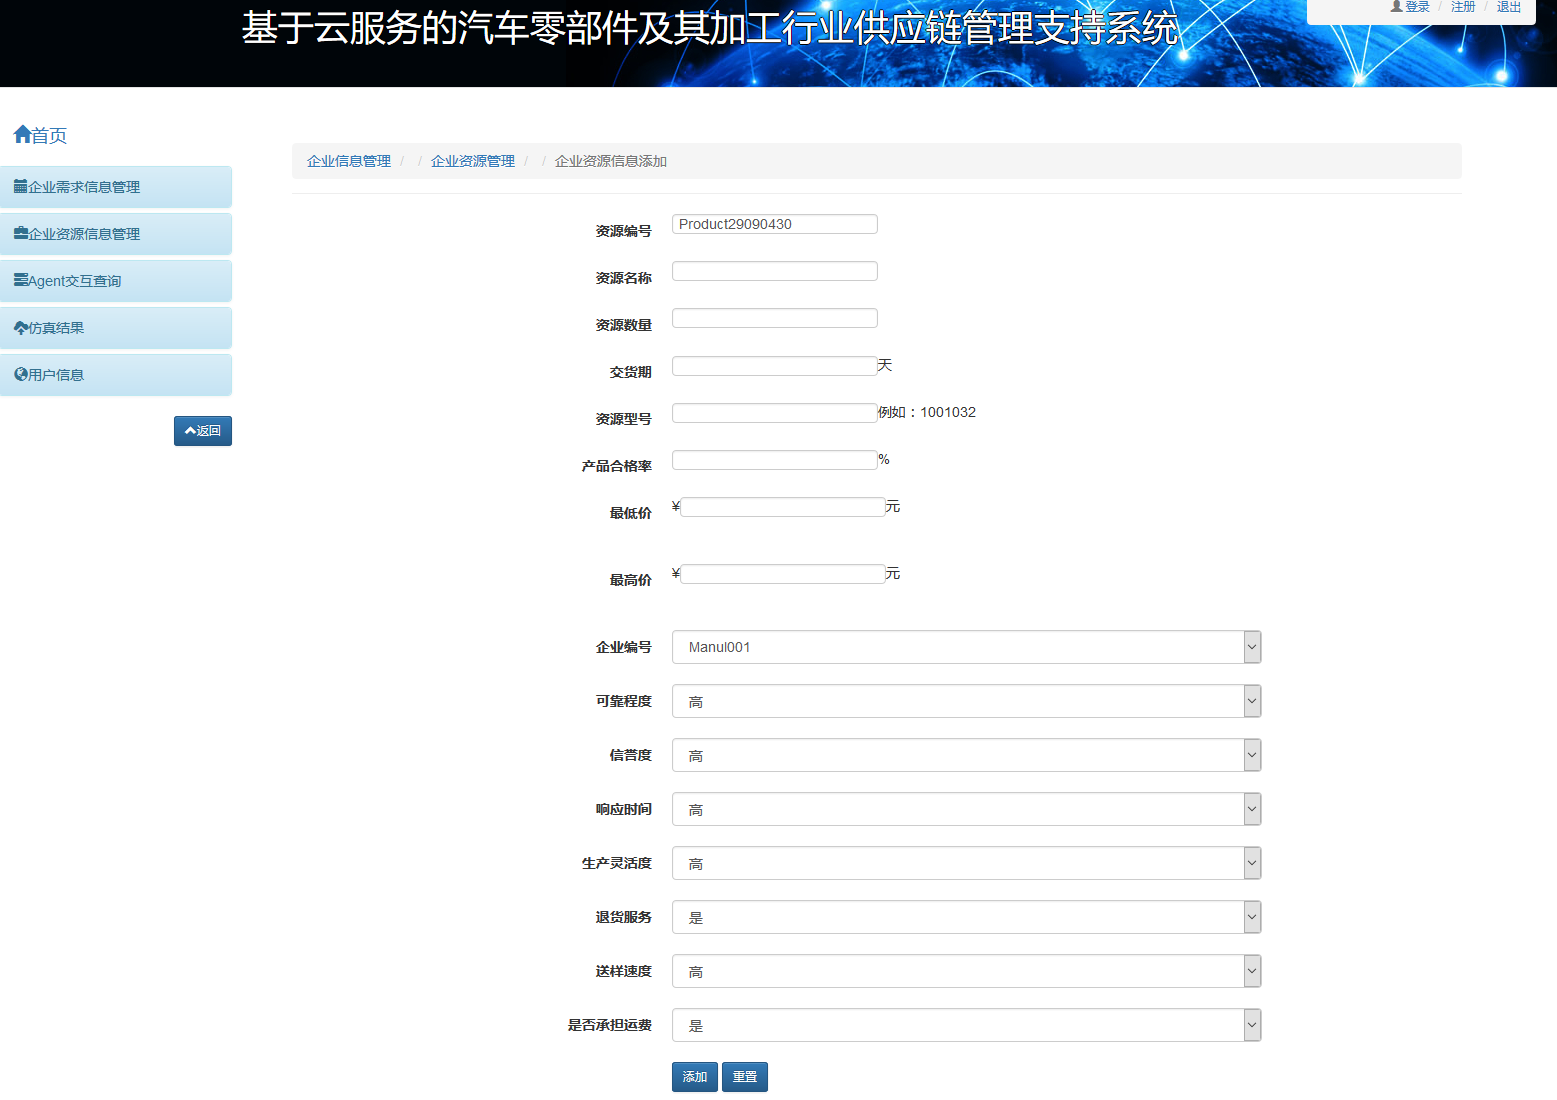 基于云服务的汽车零部件及其加工行业供应链管理支持系统
登录 / 注册 / 退出
首页
企业需求信息管理
企业资源信息管理
Agent交互查询
仿真结果
用户信息
返回
企业信息管理 / / 企业资源管理 / / 企业资源信息添加
资源编号 Product29090430
资源名称
资源数量
交货期 天
资源型号 例如：1001032
产品合格率 %
最低价 ¥ 元
最高价 ¥ 元
企业编号 Manul001
可靠程度 高
信誉度 高
响应时间 高
生产灵活度 高
退货服务 是
送样速度 高
是否承担运费 是
添加 重置